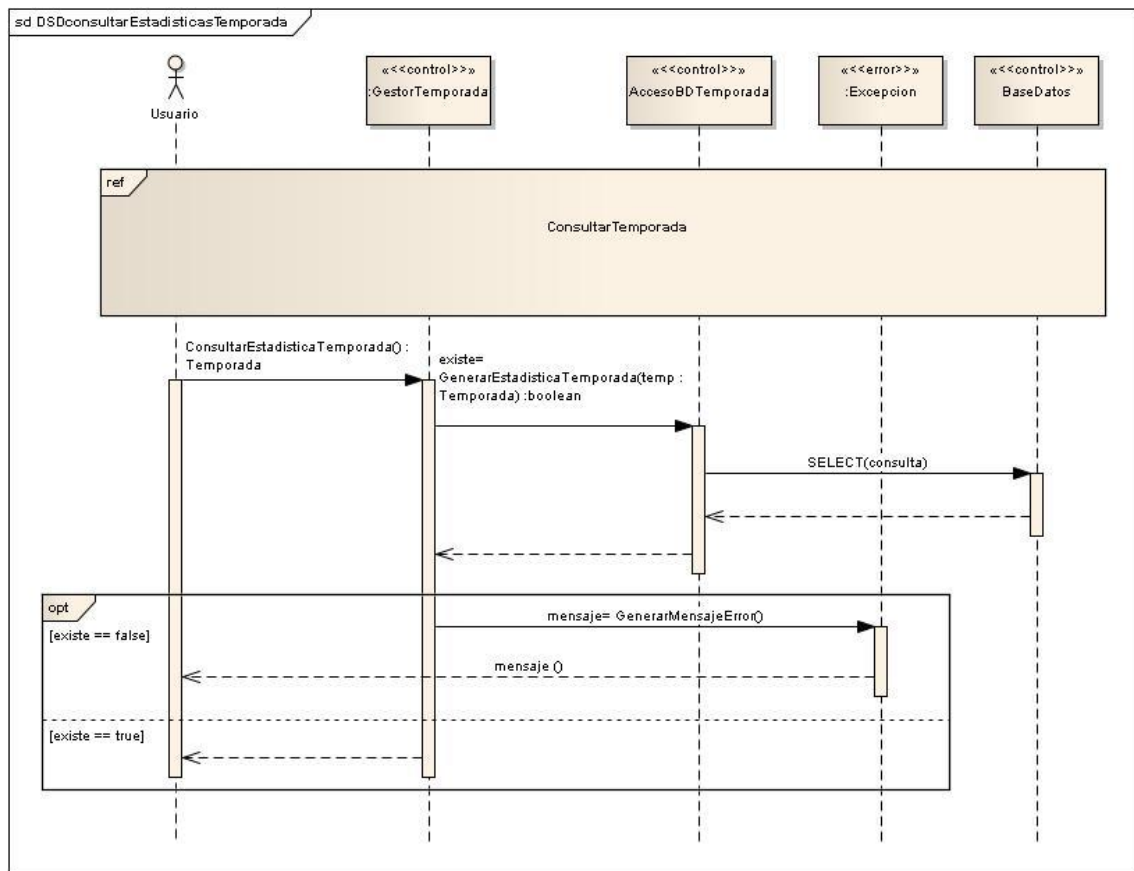 sd DSDconsultarEstadisticasTemporada
Usuario
«<<control>>»
:GestorTemporada
«<<control>>»
AccesoBDTemporada
«<<error>>»
:Excepcion
«<<control>>»
BaseDatos
ref
ConsultarTemporada
ConsultarEstadisticaTemporada() :
Temporada
existe=
GenerarEstadisticaTemporada(temp :
Temporada) :boolean
SELECT(consulta)
opt
[existe == false]
mensaje= GenerarMensajeError()
mensaje ()
[existe == true]